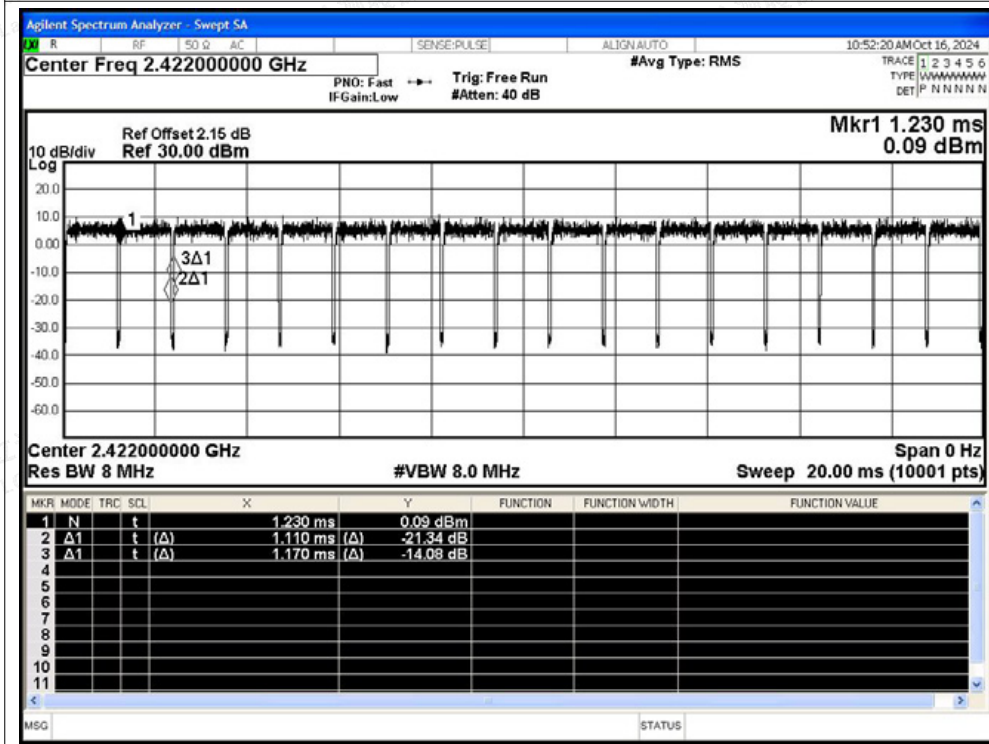 Agilent Spectrum Analyzer - Swept SA
R RF 50 Ω AC SENSE:PULSE ALIGN AUTO 10:52:20 AM Oct 16, 2024
Center Freq 2.422000000 GHz #Avg Type: RMS TRACE 1 2 3 4 5 6
PNO: Fast Trig: Free Run TYPE WWWWWW
IFGain:Low #Atten: 40 dB DET P N N N N N
Mkr1 1.230 ms
Ref Offset 2.15 dB
10 dB/div Ref 30.00 dBm 0.09 dBm
Log
20.0
10.0
1
0.00
3Δ1
-10.0
2Δ1
-20.0
-30.0
-40.0
-50.0
-60.0
Center 2.422000000 GHz Span 0 Hz
Res BW 8 MHz #VBW 8.0 MHz Sweep 20.00 ms (10001 pts)
MKR MODE TRC SCL X Y FUNCTION FUNCTION WIDTH FUNCTION VALUE
1 N t 1.230 ms 0.09 dBm
2 Δ1 t (Δ) 1.110 ms (Δ) -21.34 dB
3 Δ1 t (Δ) 1.170 ms (Δ) -14.08 dB
4
5
6
7
8
9
10
11
MSG STATUS